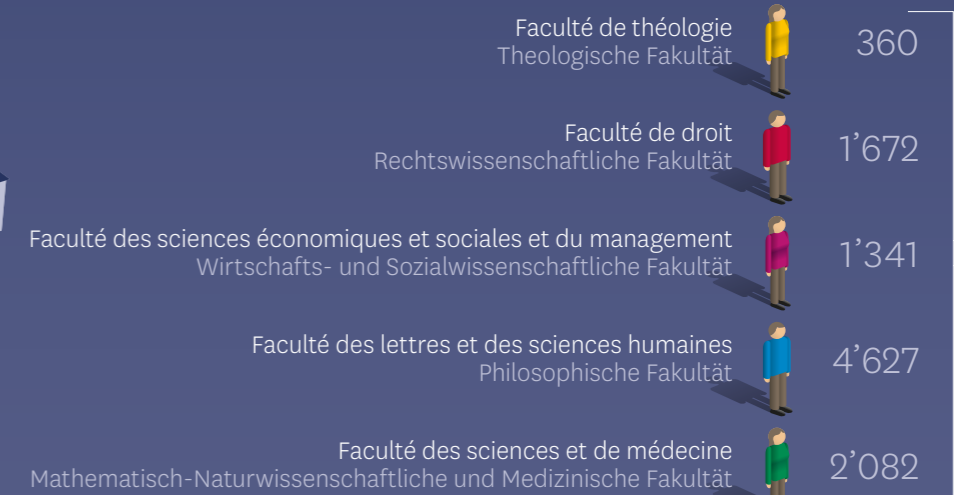 Faculté de théologie
Theologische Fakultät
360
Faculté de droit
Rechtswissenschaftliche Fakultät
1’672
Faculté des sciences économiques et sociales et du management
Wirtschafts- und Sozialwissenschaftliche Fakultät
1’341
Faculté des lettres et des sciences humaines
Philosophische Fakultät
4’627
Faculté des sciences et de médecine
Mathematisch-Naturwissenschaftliche und Medizinische Fakultät
2’082